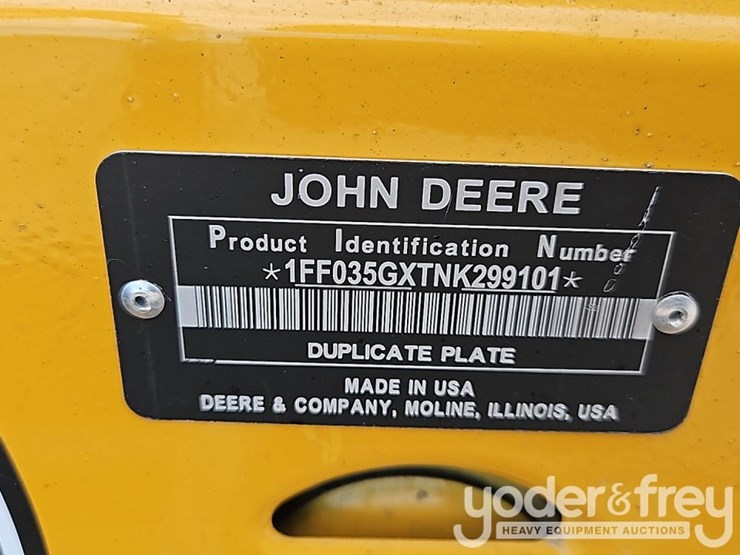 JOHN DEERE
Product Identification Number
*1FF035GXTNK299101*
DUPLICATE PLATE
MADE IN USA
DEERE & COMPANY, MOLINE, ILLINOIS, USA
yoder&frey
HEAVY EQUIPMENT AUCTIONS